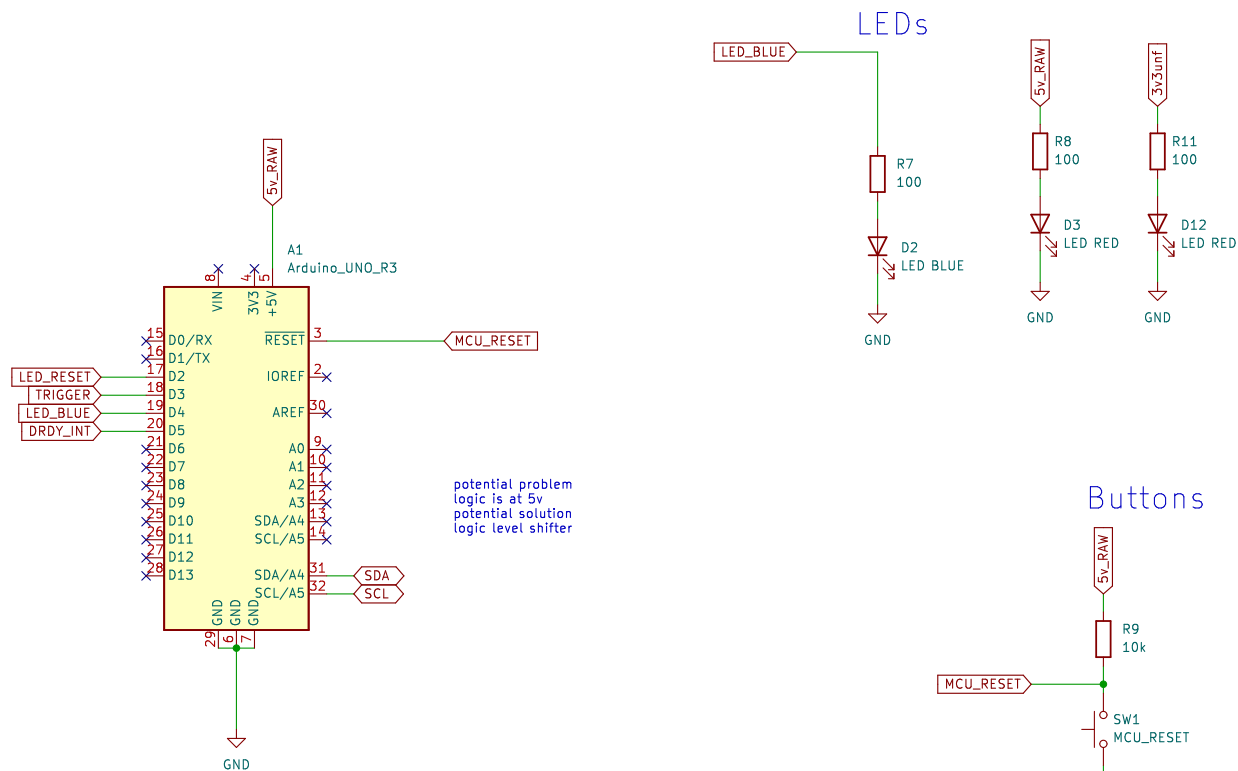 LEDs
LED_BLUE
5v_RAW
3v3unf
R7
100
R8
100
R11
100
D2
LED BLUE
D3
LED RED
D12
LED RED
GND
GND
GND
5v_RAW
A1
Arduino_UNO_R3
8
4
5
VIN
3V3
+5V
15 D0/RX
16 D1/TX
17 D2
18 D3
19 D4
20 D5
21 D6
22 D7
23 D8
24 D9
25 D10
26 D11
27 D12
28 D13
LED_RESET
TRIGGER
LED_BLUE
DRDY_INT
RESET 3
MCU_RESET
IOREF 2
AREF 30
A0 9
A1 10
A2 11
A3 12
SDA/A4 13
SCL/A5 14
SDA/A4 31
SDA
SCL/A5 32
SCL
GND
GND
GND
29
6
7
GND
potential problem
logic is at 5v
potential solution
logic level shifter
Buttons
5v_RAW
R9
10k
MCU_RESET
SW1
MCU_RESET